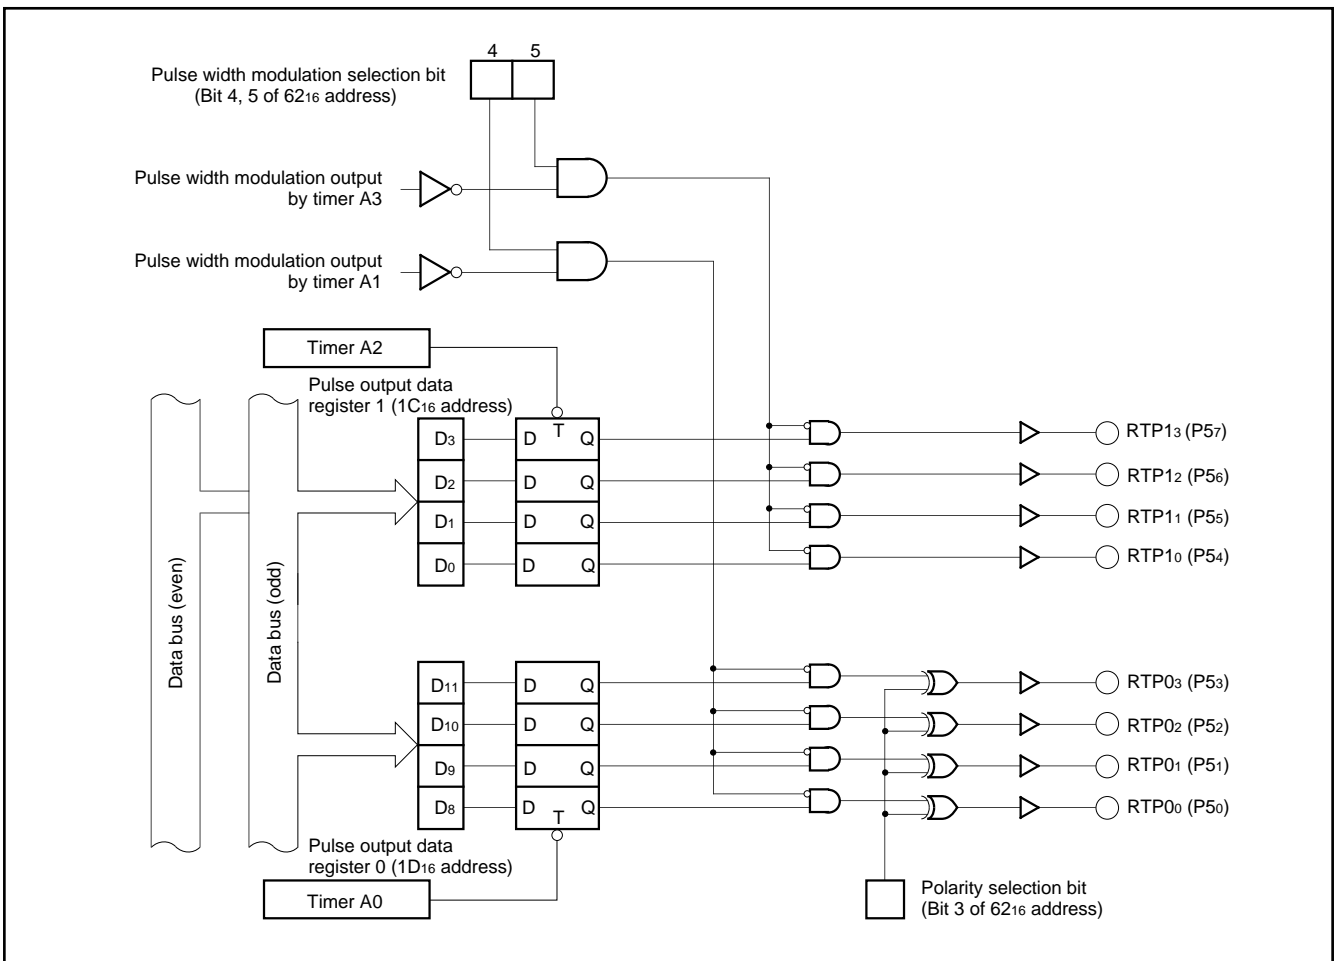 4 5
Pulse width modulation selection bit
(Bit 4, 5 of 6216 address)
Pulse width modulation output
by timer A3
Pulse width modulation output
by timer A1
Timer A2
Pulse output data
register 1 (1C16 address)
T
D3 D Q
D2 D Q
D1 D Q
D0 D Q
RTP13 (P57)
RTP12 (P56)
RTP11 (P55)
RTP10 (P54)
Data bus (even)
Data bus (odd)
D11 D Q
D10 D Q
D9 D Q
D8 D Q
T
RTP03 (P53)
RTP02 (P52)
RTP01 (P51)
RTP00 (P50)
Pulse output data
register 0 (1D16 address)
Timer A0
Polarity selection bit
(Bit 3 of 6216 address)